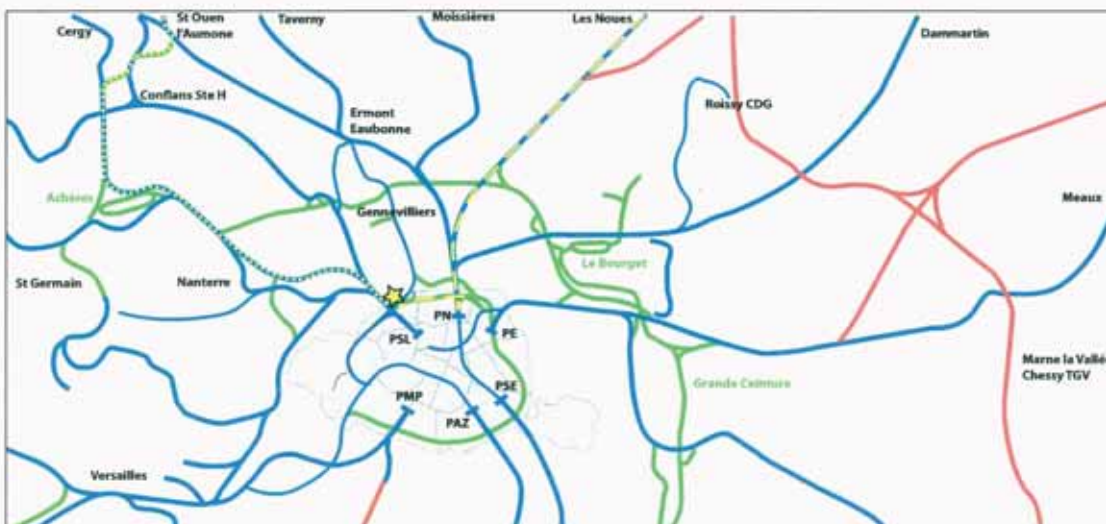 Cergy
St Ouen
l'Aumone
Taverny
Moissières
Les Noues
Dammartin
Conflans Ste H
Ermont
Eaubonne
Roissy CDG
Achères
Gennevilliers
Meaux
Le Bourget
St Germain
Nanterre
PN
PSL
PE
Marne la Vallé
Chessy TGV
Grande Ceinture
PSE
PMP
PAZ
Versailles